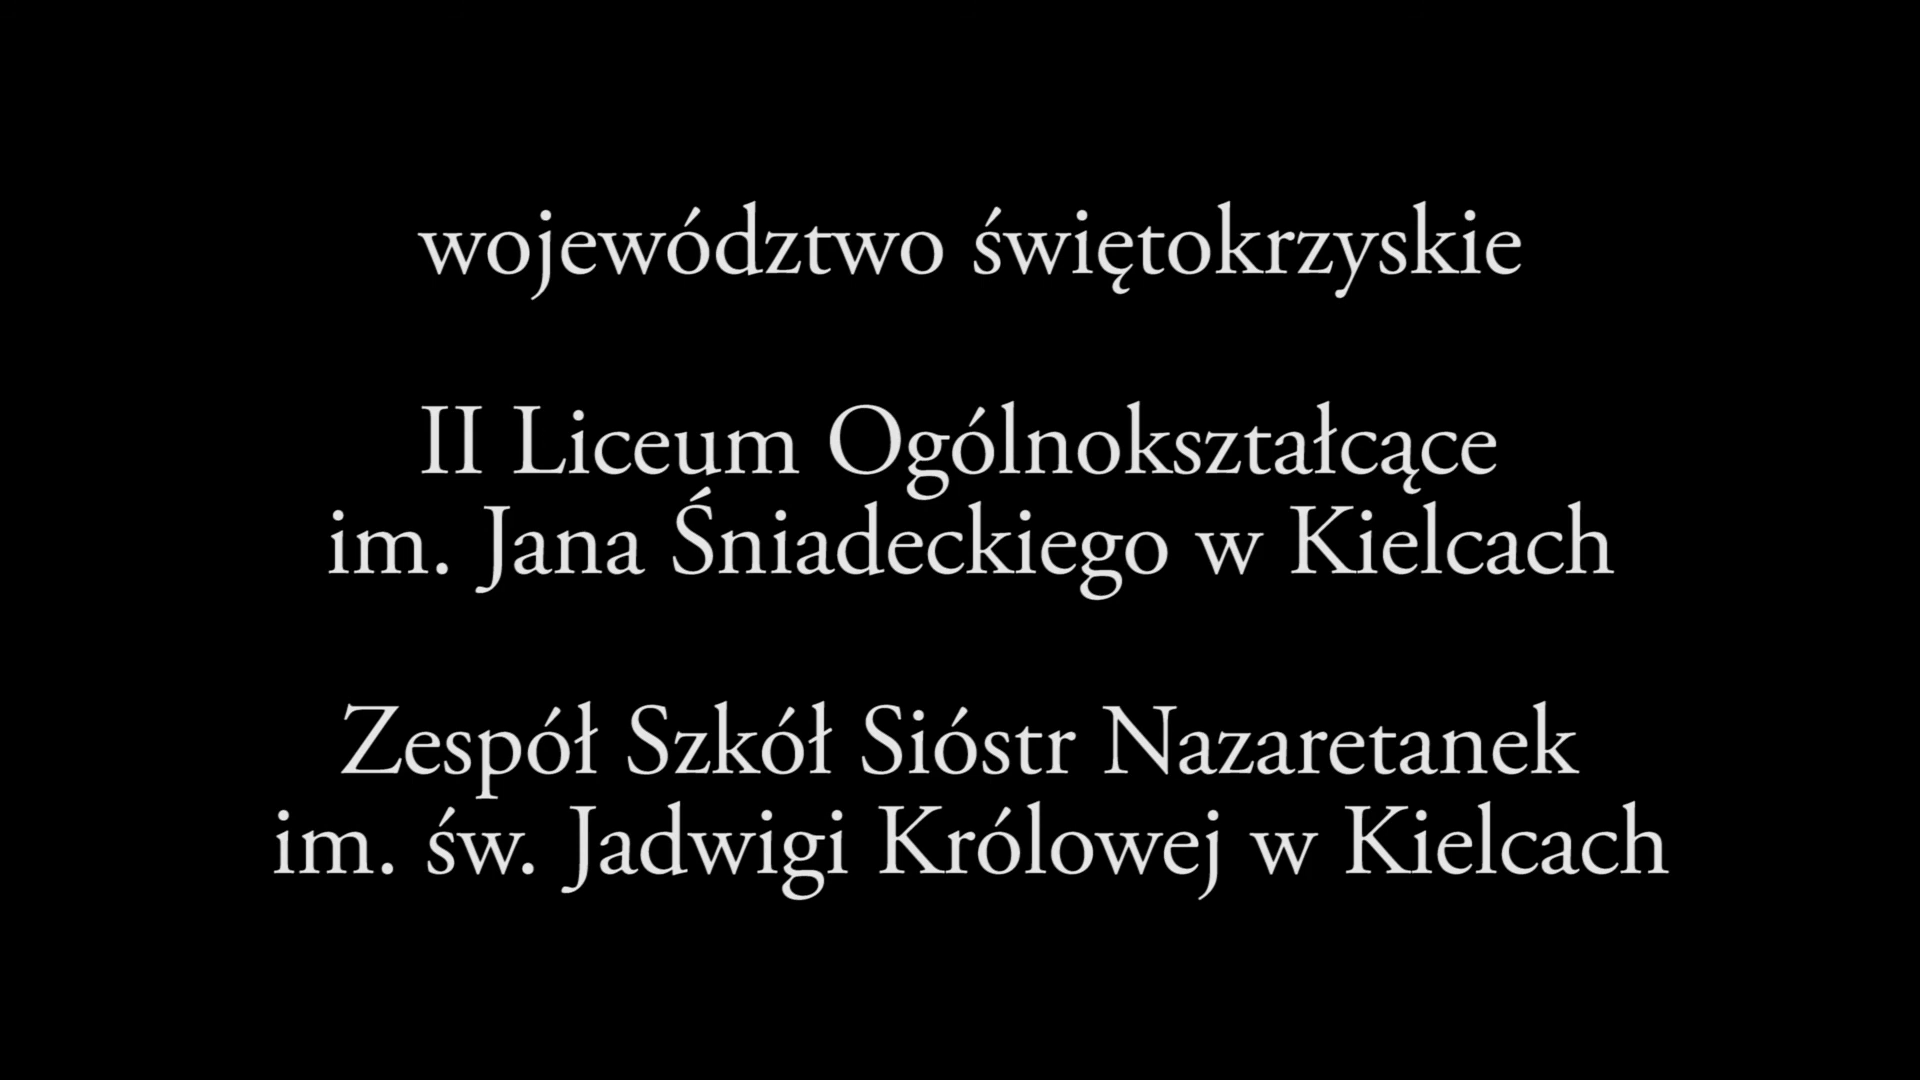 województwo świętokrzyskie
II Liceum Ogólnokształcące
im. Jana Śniadeckiego w Kielcach
Zespół Szkół Sióstr Nazaretanek
im. św. Jadwigi Królowej w Kielcach